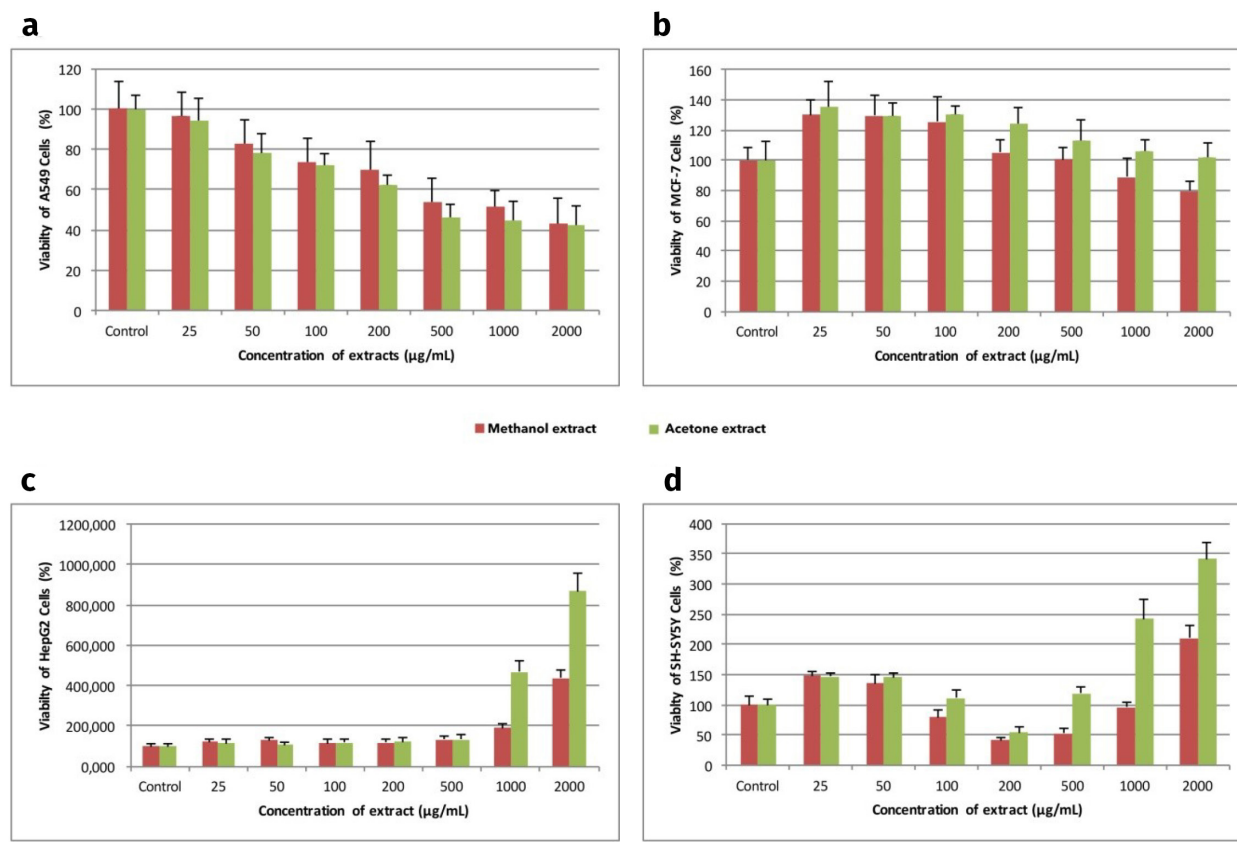 a
120
100
80
60
40
20
0
Viabilty of A549 Cells (%)
Control 25 50 100 200 500 1000 2000
Concentration of extracts (µg/mL)
b
160
140
120
100
80
60
40
20
0
Viabilty of MCF-7 Cells (%)
Control 25 50 100 200 500 1000 2000
Concentration of extract (µg/mL)
Methanol extract Acetone extract
c
1200,000
1000,000
800,000
600,000
400,000
200,000
0,000
Viabilty of HepG2 Cells (%)
Control 25 50 100 200 500 1000 2000
Concentration of extract (µg/mL)
d
400
350
300
250
200
150
100
50
0
Viablty of SH-SY5Y Cells (%)
Control 25 50 100 200 500 1000 2000
Concentration of extract (µg/mL)